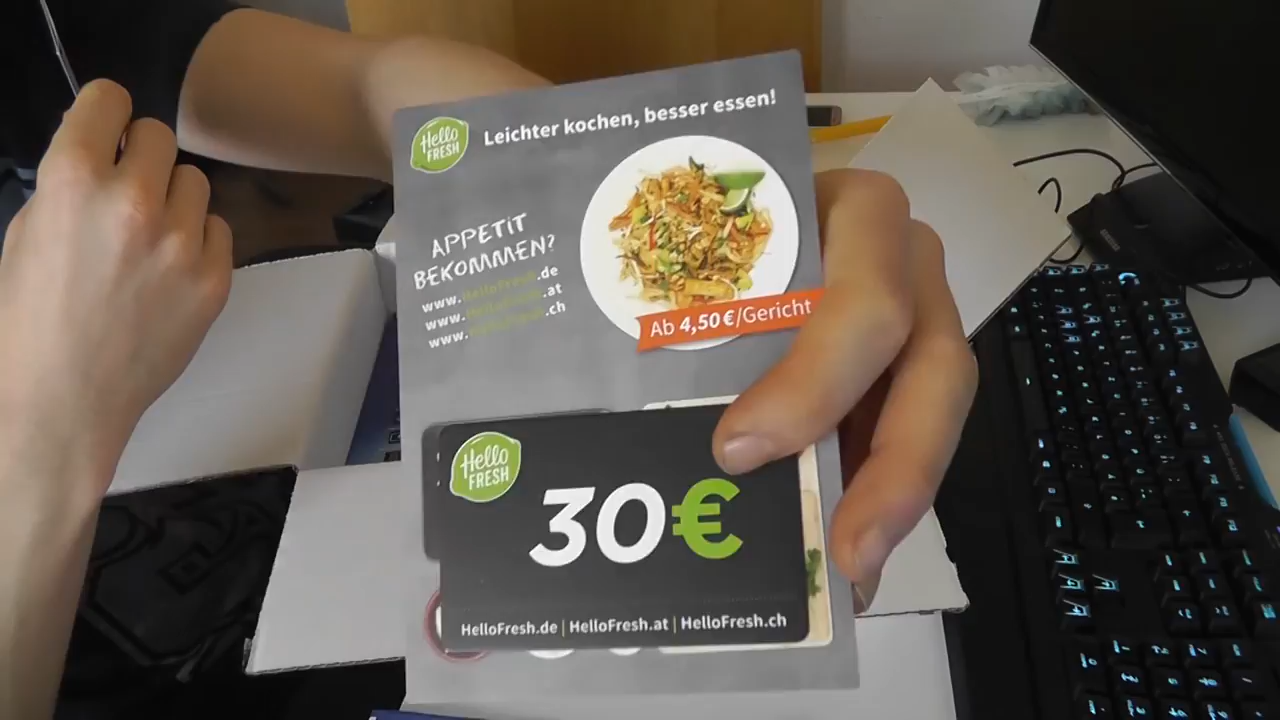 Hello
FRESH
Leichter kochen, besser essen!
APPETiT
BEKOMMEN?
www.HelloFresh.de
www.HelloFresh.at
www.HelloFresh.ch
Ab 4,50€/Gericht
Hello
FRESH
30€
HelloFresh.de | HelloFresh.at | HelloFresh.ch